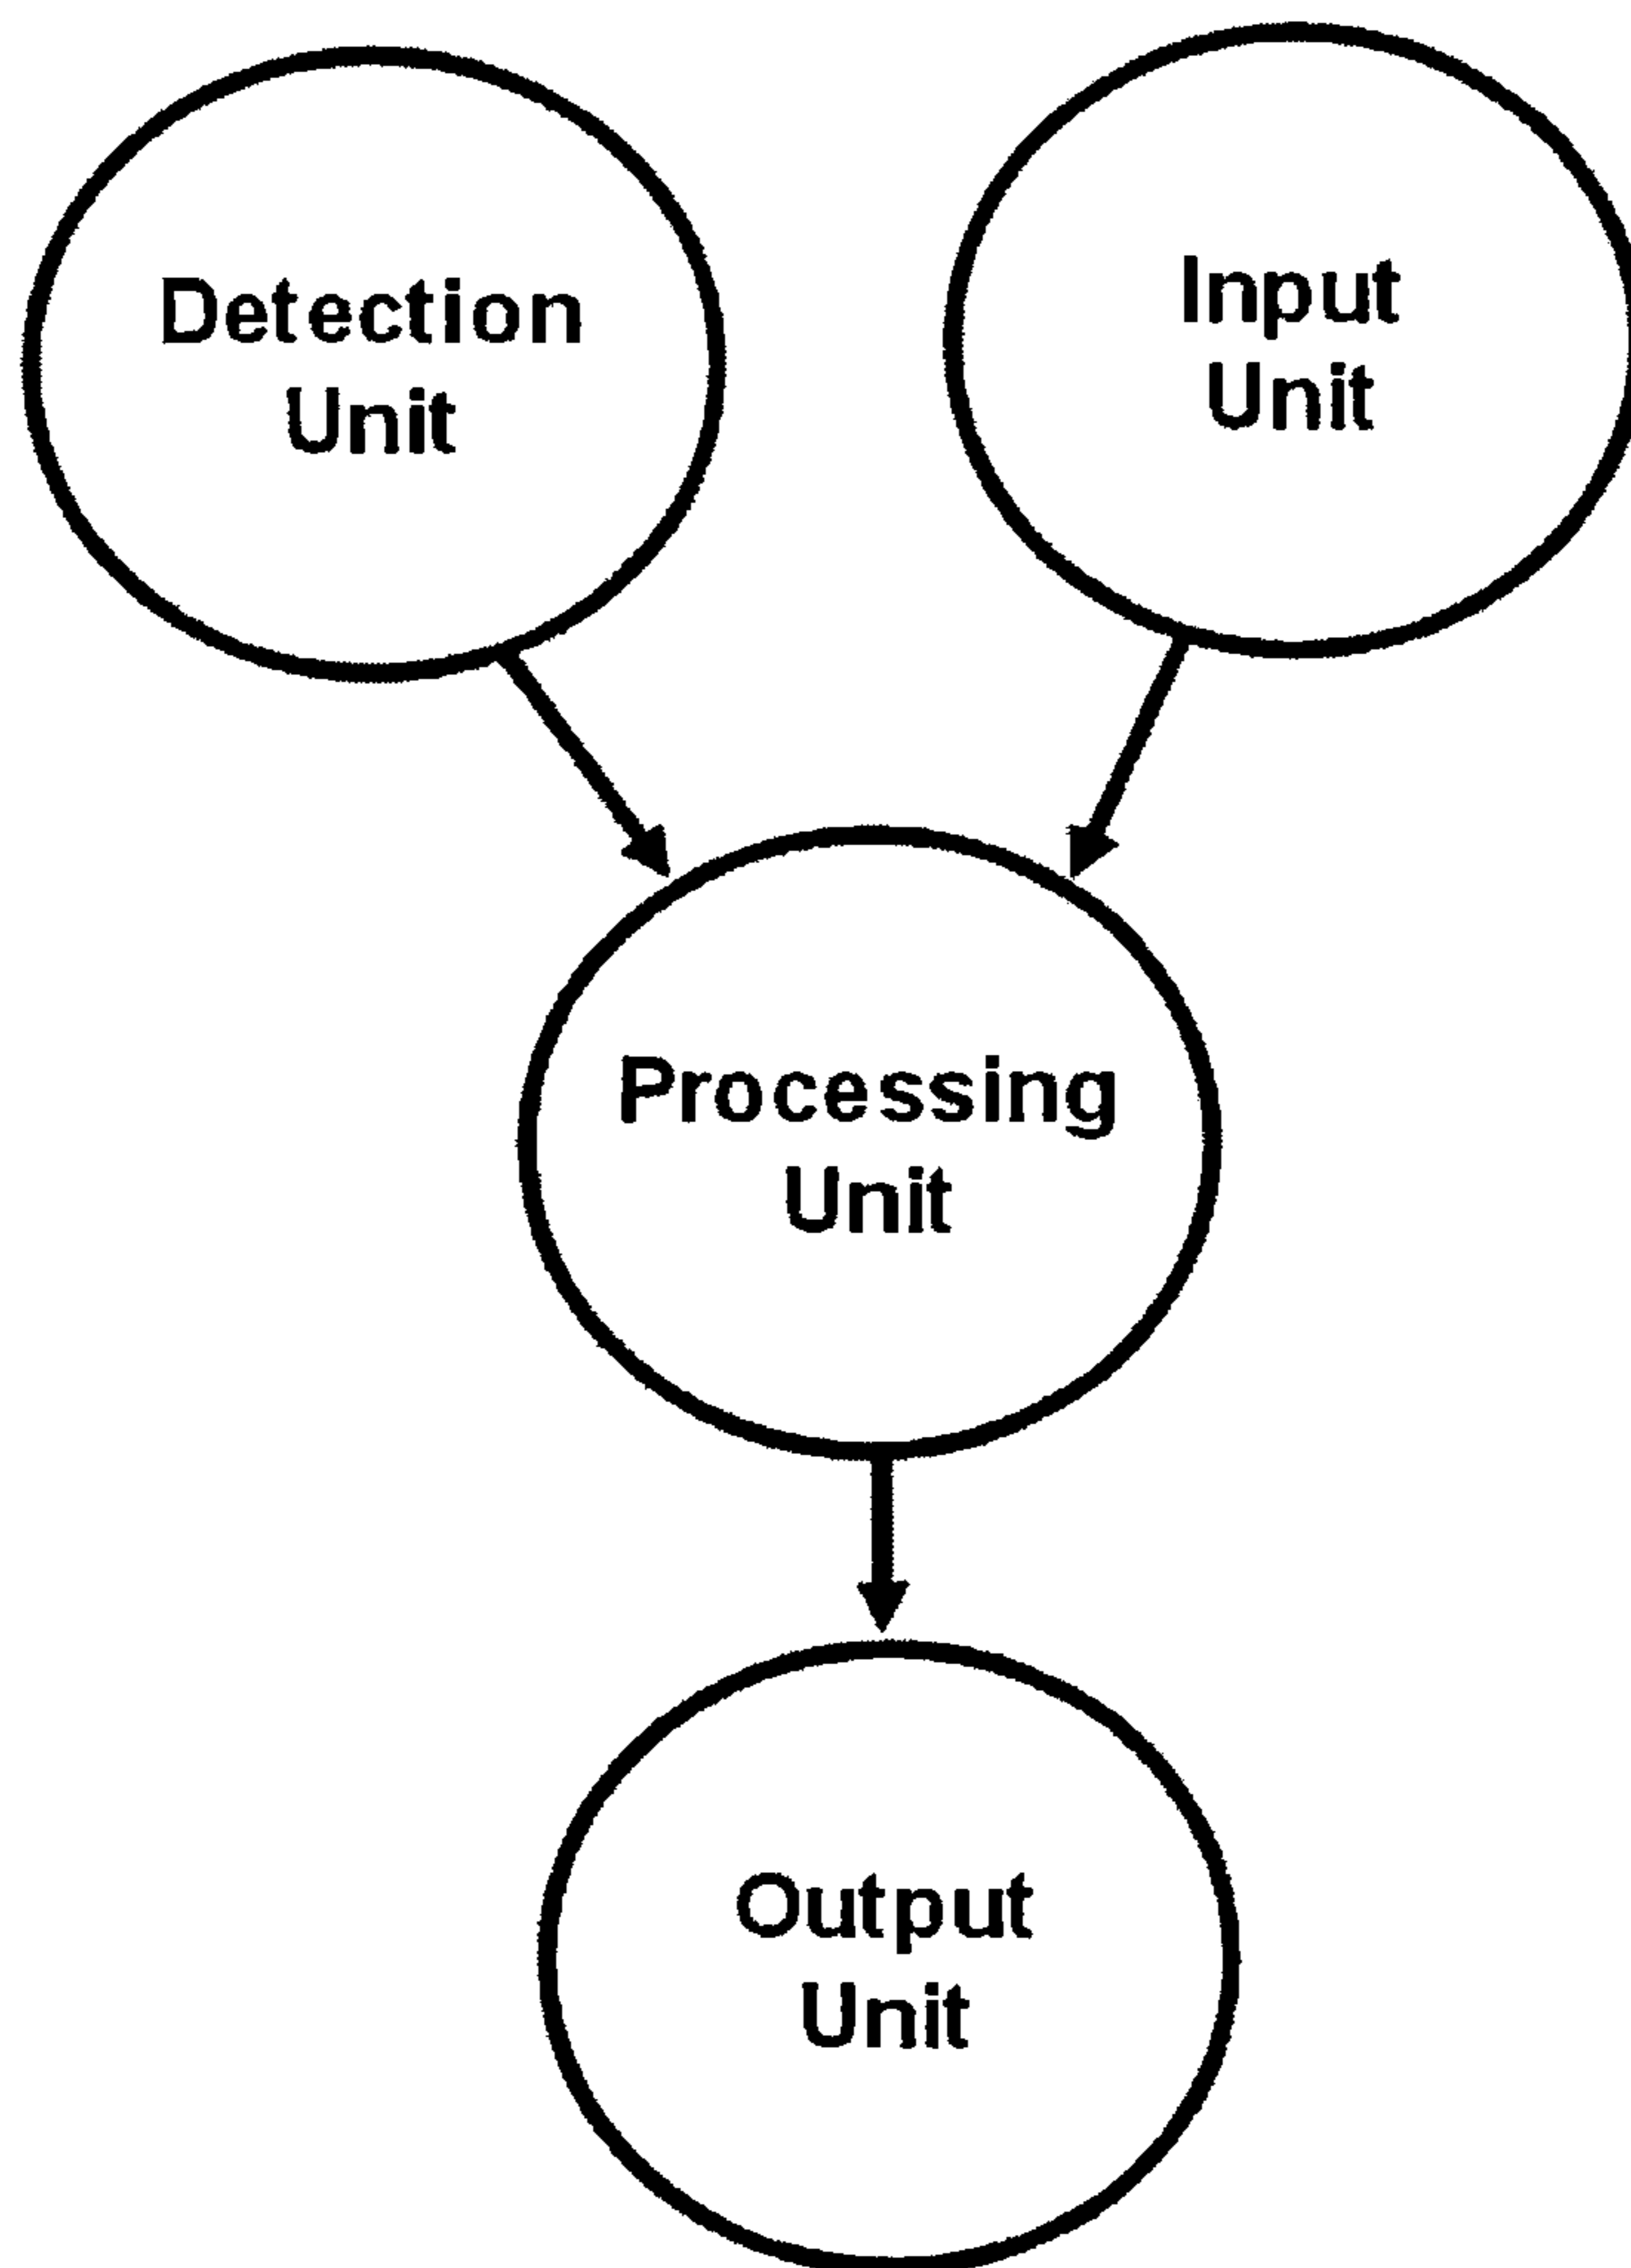 Detection
Unit
Input
Unit
Processing
Unit
Output
Unit